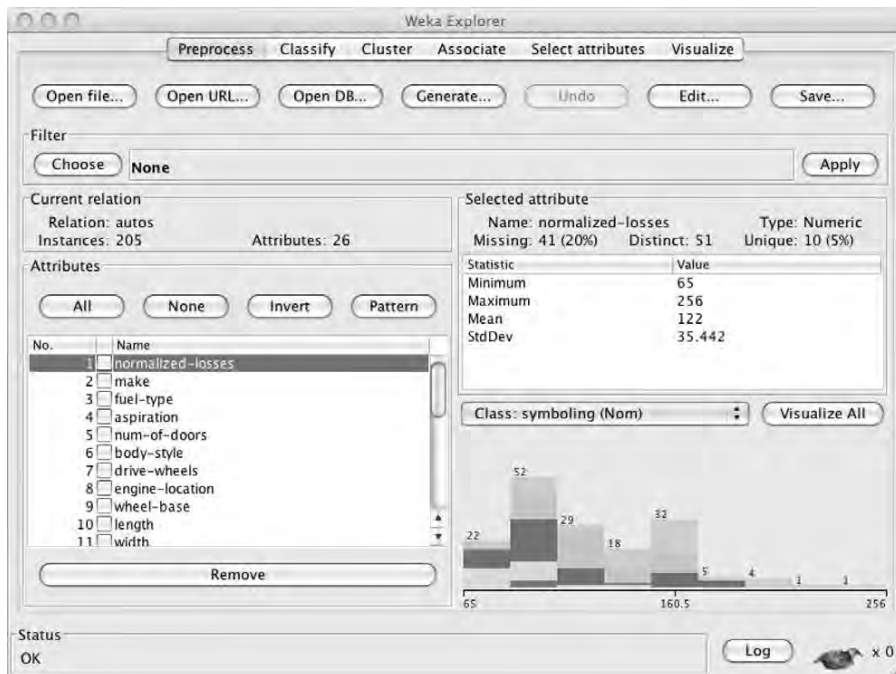 Weka Explorer
Preprocess Classify Cluster Associate Select attributes Visualize
Open file... Open URL... Open DB... Generate... Undo Edit... Save...
Filter
Choose None Apply
Current relation
Relation: autos
Instances: 205 Attributes: 26
Attributes
All None Invert Pattern
No. Name
1 normalized-losses
2 make
3 fuel-type
4 aspiration
5 num-of-doors
6 body-style
7 drive-wheels
8 engine-location
9 wheel-base
10 length
11 width
Remove
Selected attribute
Name: normalized-losses Type: Numeric
Missing: 41 (20%) Distinct: 51 Unique: 10 (5%)
Statistic Value
Minimum 65
Maximum 256
Mean 122
StdDev 35.442
Class: symboling (Nom) Visualize All
22 52 29 18 32 5 4 1 1
65 160.5 256
Status
OK
Log x 0